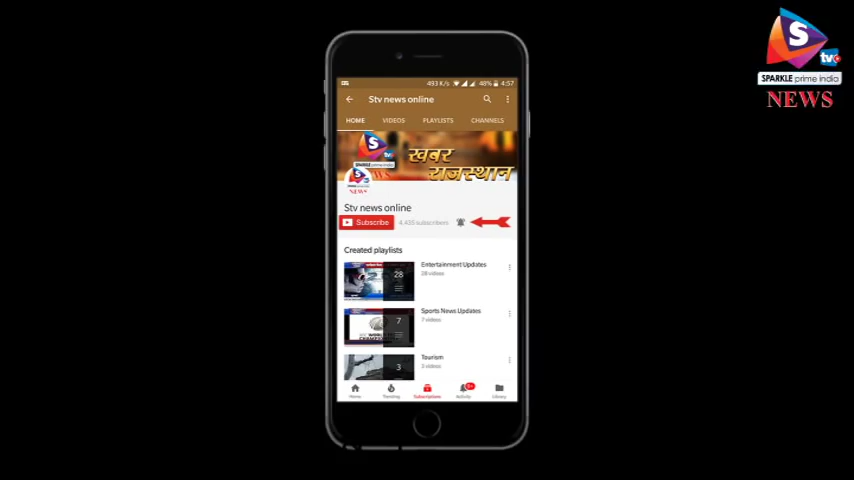 S
tv
SPARKLE prime india
NEWS
493 K/s 48% 4:57
Stv news online
HOME VIDEOS PLAYLISTS CHANNELS
खबर
राजस्थान
Stv news online
Subscribe 4,435 subscribers
Created playlists
28
Entertainment Updates
28 videos
7
Sports News Updates
7 videos
3
Tourism
3 videos
Home Trending Subscriptions Activity 9+ Library